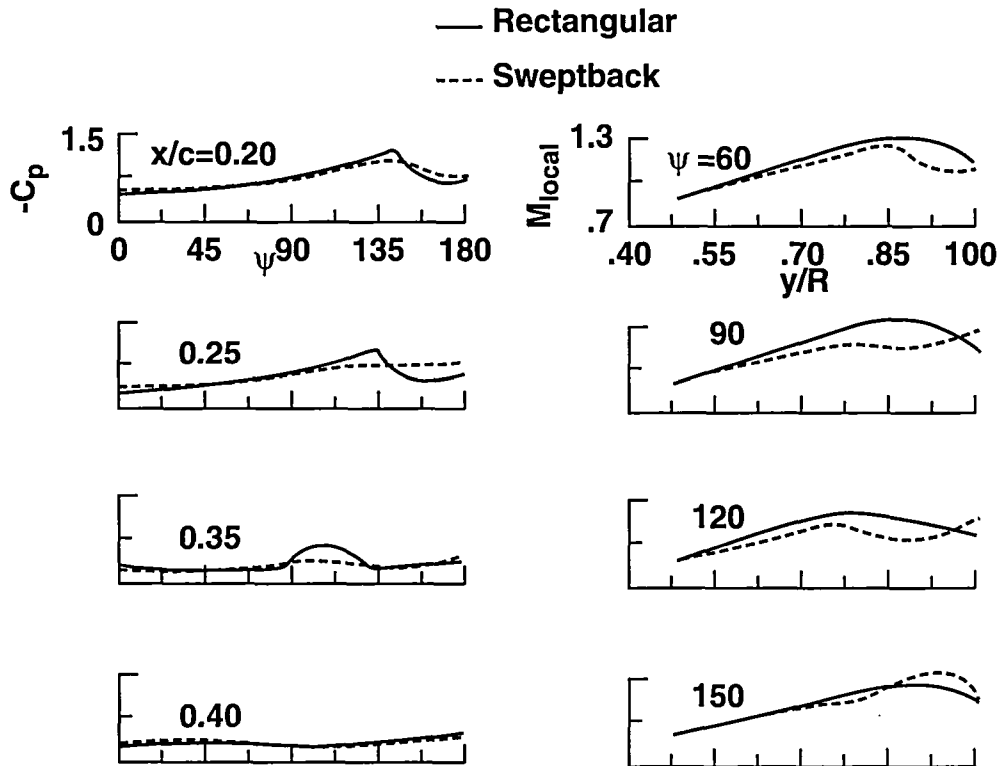 Rectangular
Sweptback
1.5
-Cp
0
x/c=0.20
0 45 ψ 90 135 180
0.25
0.35
0.40
1.3
Mlocal
.7
ψ =60
.40 .55 .70 .85 100
y/R
90
120
150